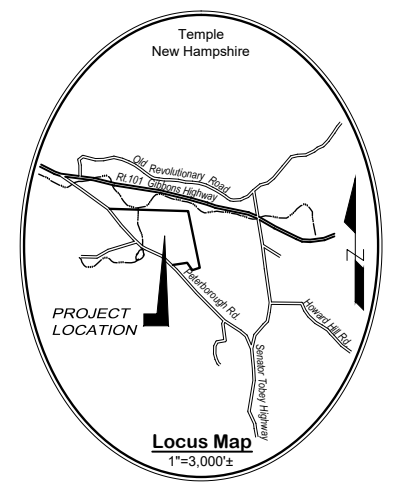 Temple
New Hampshire
Old Revolutionary Road
Rt.101 Gibbons Highway
PROJECT
LOCATION
Peterborough Rd.
Howard Hill Rd.
Senator Tobey Highway
N
Locus Map
1"=3,000'±